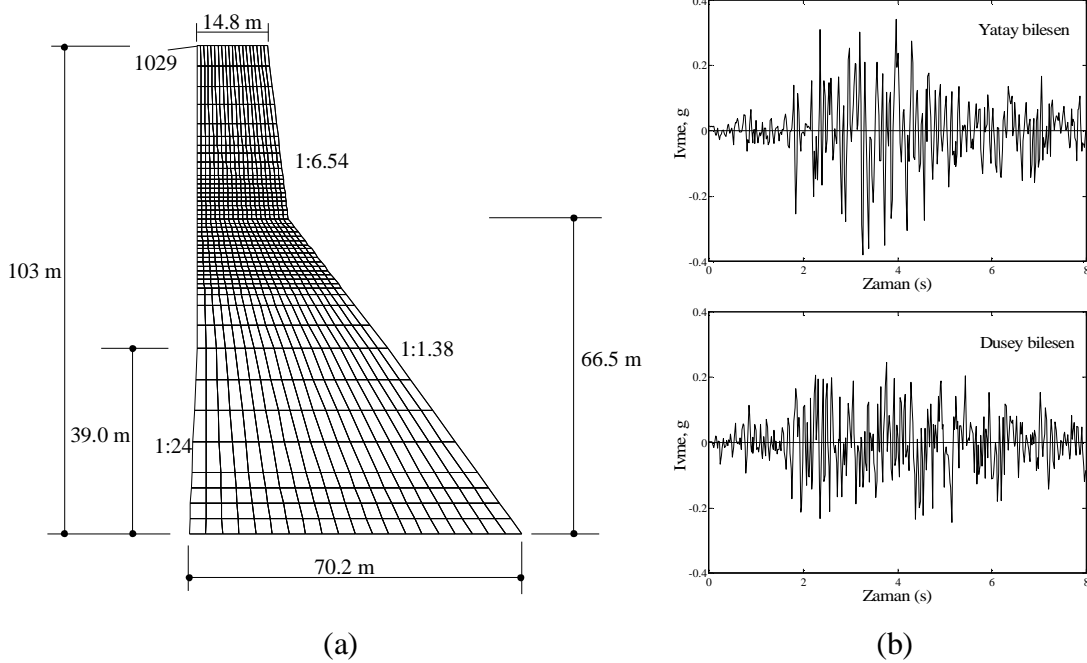 14.8 m
1029
1:6.54
103 m
1:1.38
66.5 m
39.0 m
1:24
70.2 m
(a)
0.4
Yatay bilesen
0.2
Ivme, g
0
-0.2
-0.4
0 2 4 6 8
Zaman (s)
0.4
Dusey bilesen
0.2
Ivme, g
0
-0.2
-0.4
0 2 4 6 8
Zaman (s)
(b)